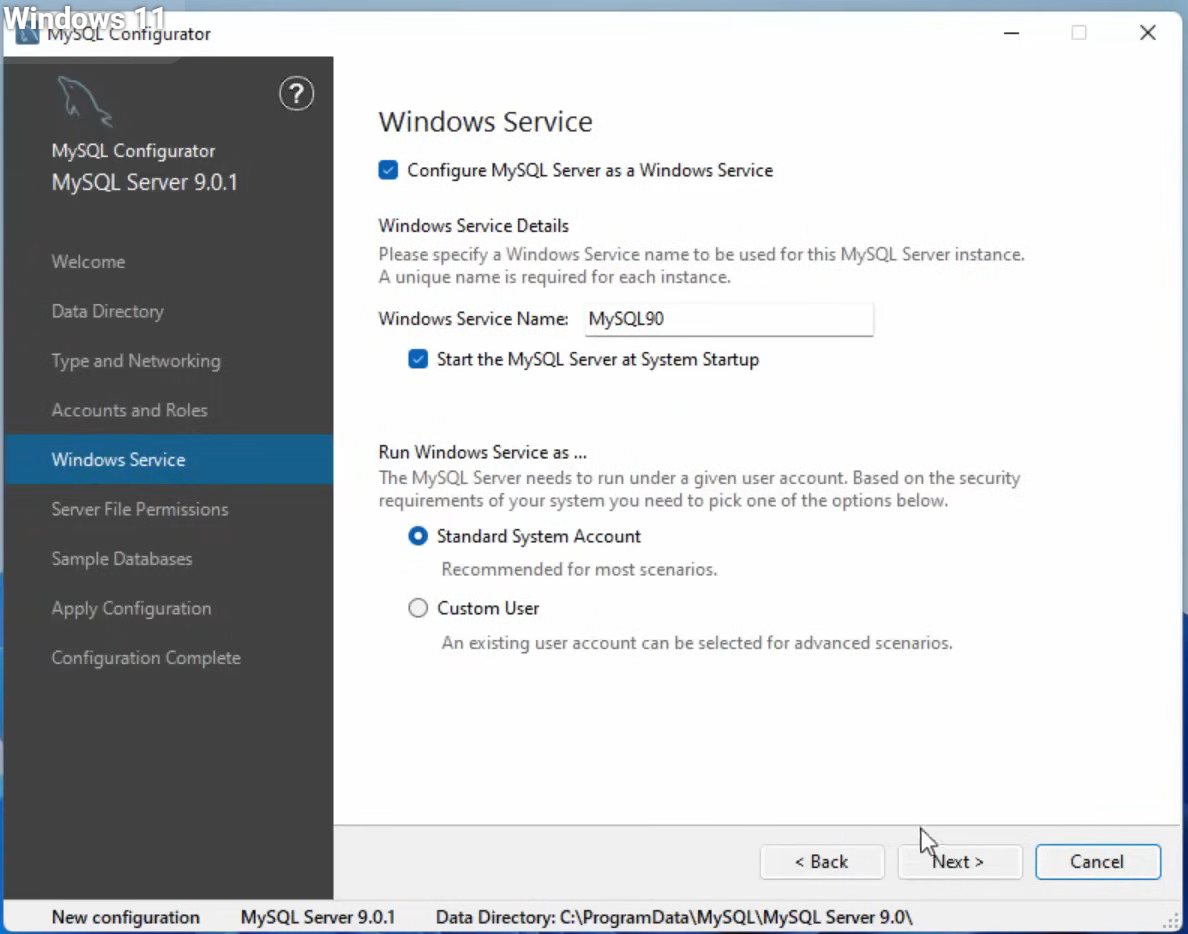 Windows 11
MySQL Configurator
?
MySQL Configurator
MySQL Server 9.0.1
Welcome
Data Directory
Type and Networking
Accounts and Roles
Windows Service
Server File Permissions
Sample Databases
Apply Configuration
Configuration Complete
Windows Service
Configure MySQL Server as a Windows Service
Windows Service Details
Please specify a Windows Service name to be used for this MySQL Server instance.
A unique name is required for each instance.
Windows Service Name: MySQL90
Start the MySQL Server at System Startup
Run Windows Service as ...
The MySQL Server needs to run under a given user account. Based on the security
requirements of your system you need to pick one of the options below.
Standard System Account
Recommended for most scenarios.
Custom User
An existing user account can be selected for advanced scenarios.
< Back Next > Cancel
New configuration MySQL Server 9.0.1 Data Directory: C:\ProgramData\MySQL\MySQL Server 9.0\